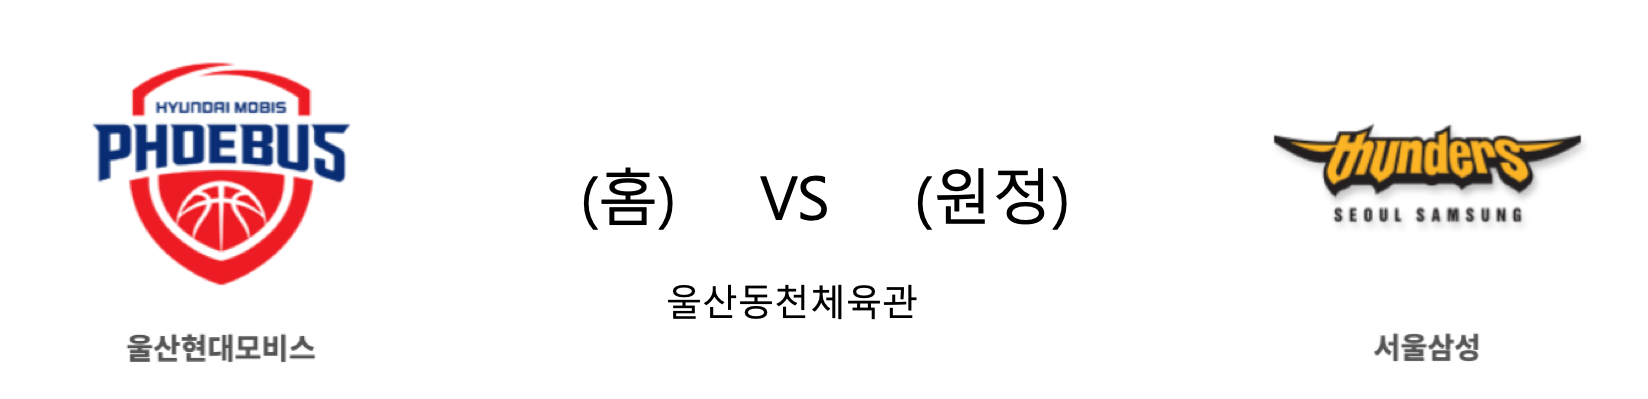 HYUNDAI MOBIS
PHOEBUS
울산현대모비스
(홈) VS (원정)
울산동천체육관
thunders
SEOUL SAMSUNG
서울삼성